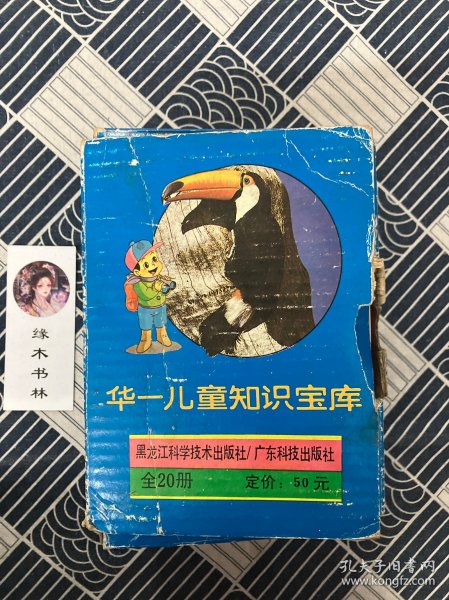 缘木书林
华一儿童知识宝库
黑龙江科学技术出版社/广东科技出版社
全20册 定价：50元
孔夫子旧书网
www.kongfz.com